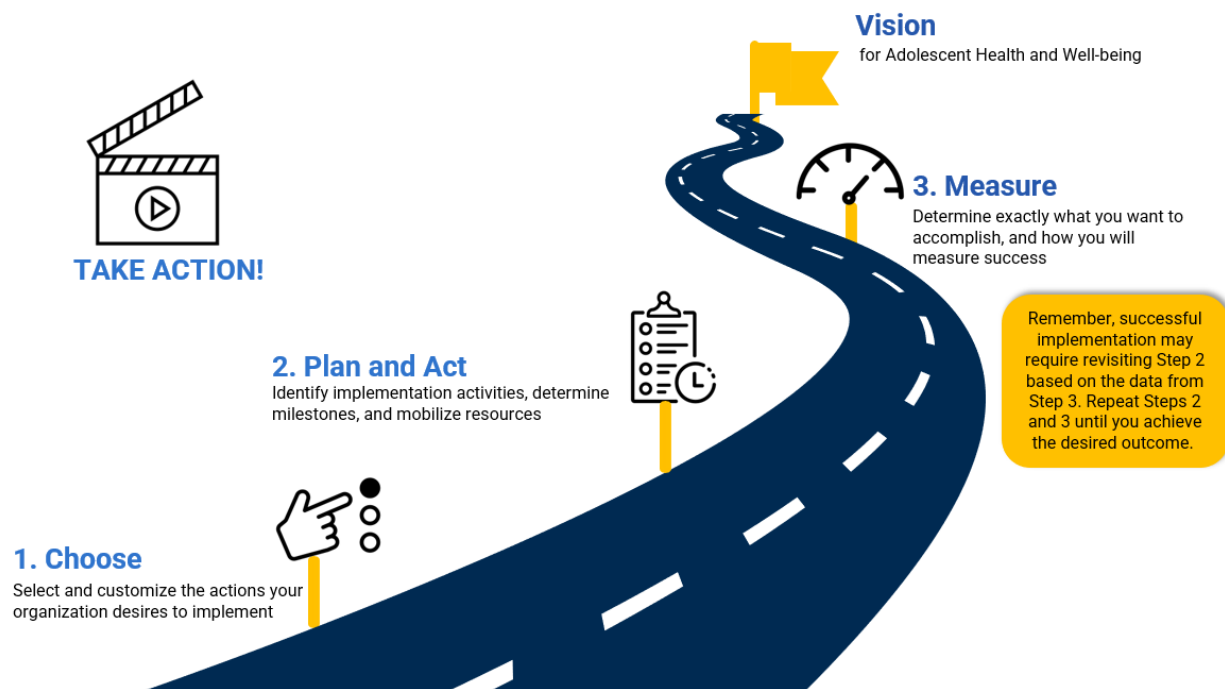 Vision
for Adolescent Health and Well-being
TAKE ACTION!
3. Measure
Determine exactly what you want to
accomplish, and how you will
measure success
Remember, successful
implementation may
require revisiting Step 2
based on the data from
Step 3. Repeat Steps 2
and 3 until you achieve
the desired outcome.
2. Plan and Act
Identify implementation activities, determine
milestones, and mobilize resources
1. Choose
Select and customize the actions your
organization desires to implement